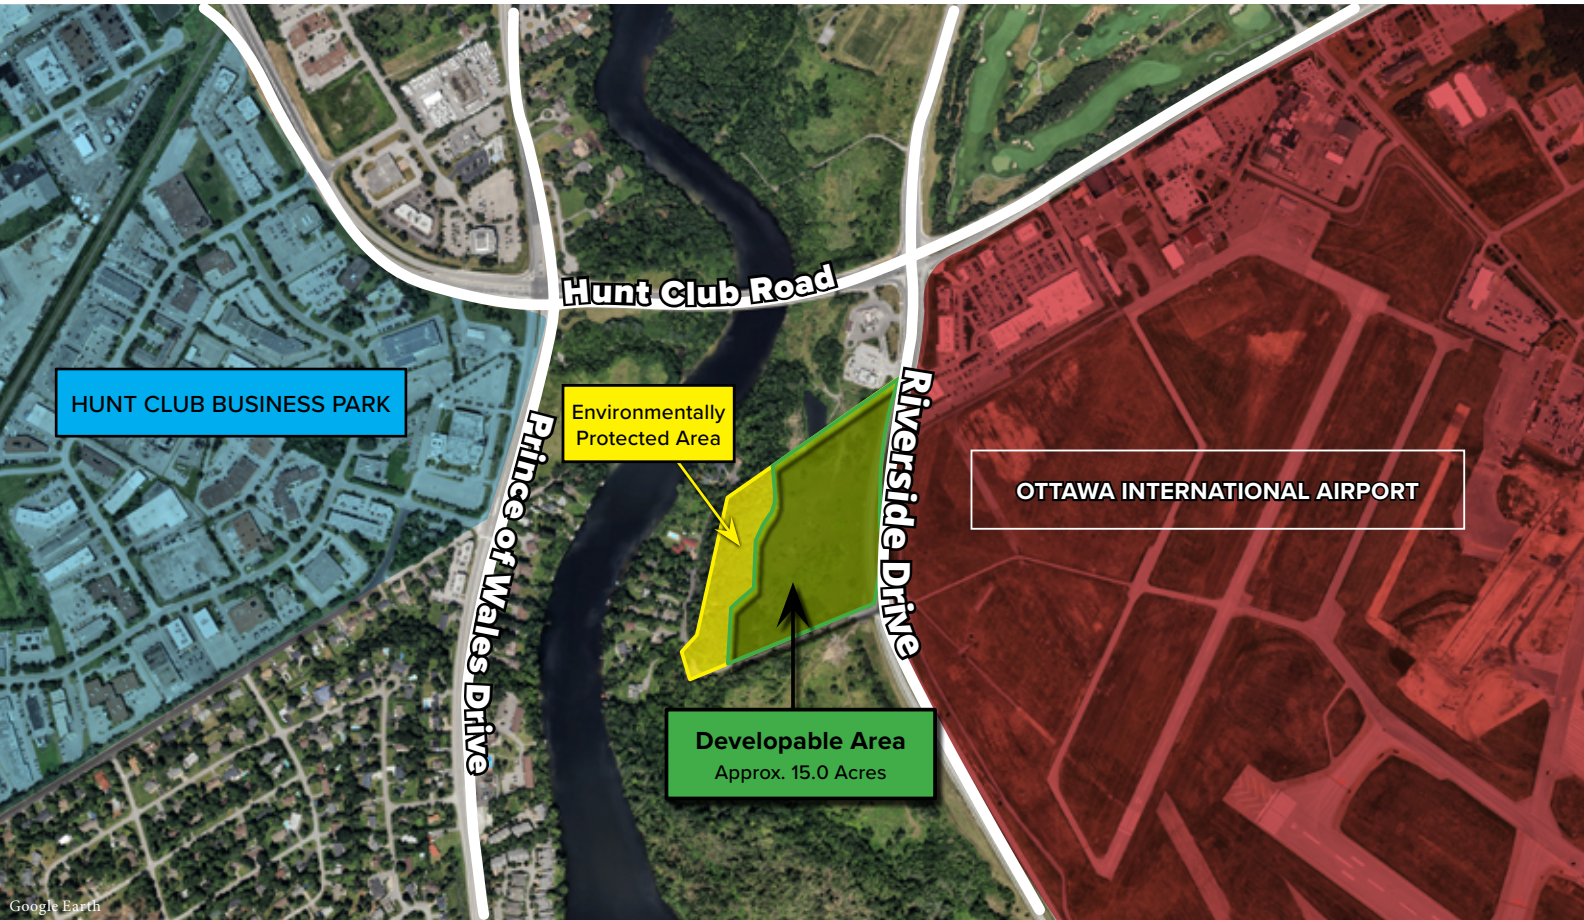 Hunt Club Road
HUNT CLUB BUSINESS PARK
Environmentally
Protected Area
Prince of Wales Drive
Riverside Drive
OTTAWA INTERNATIONAL AIRPORT
Developable Area
Approx. 15.0 Acres
Google Earth